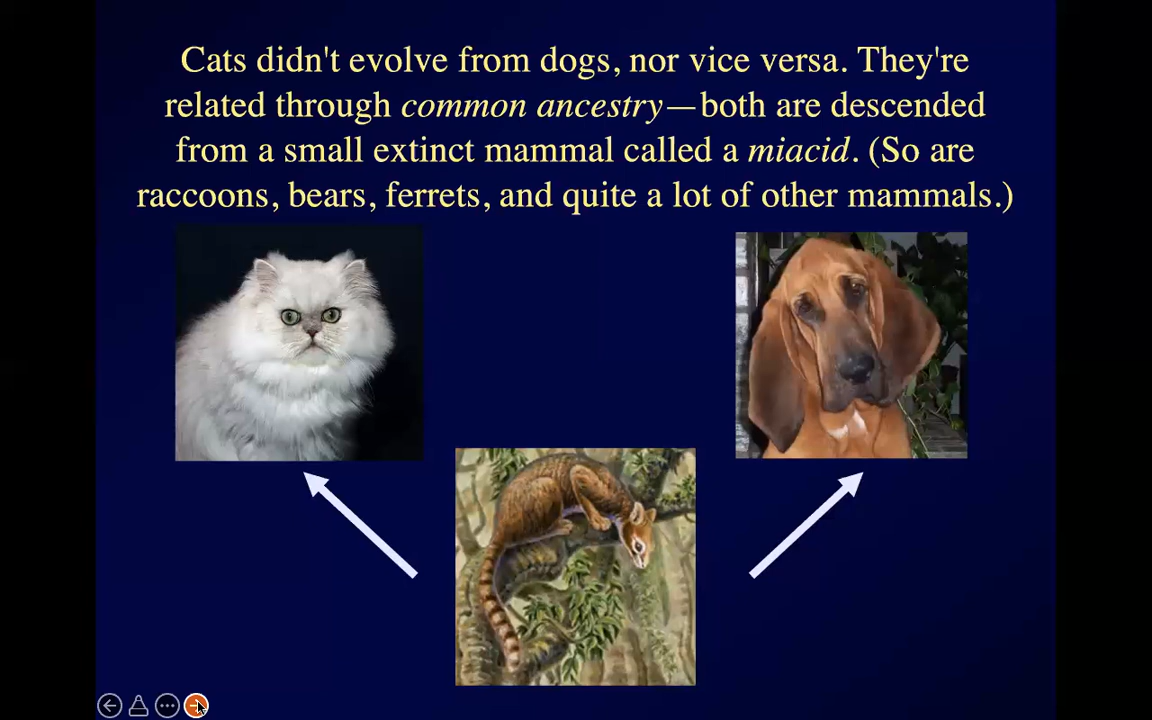 Cats didn't evolve from dogs, nor vice versa. They're
related through common ancestry—both are descended
from a small extinct mammal called a miacid. (So are
raccoons, bears, ferrets, and quite a lot of other mammals.)